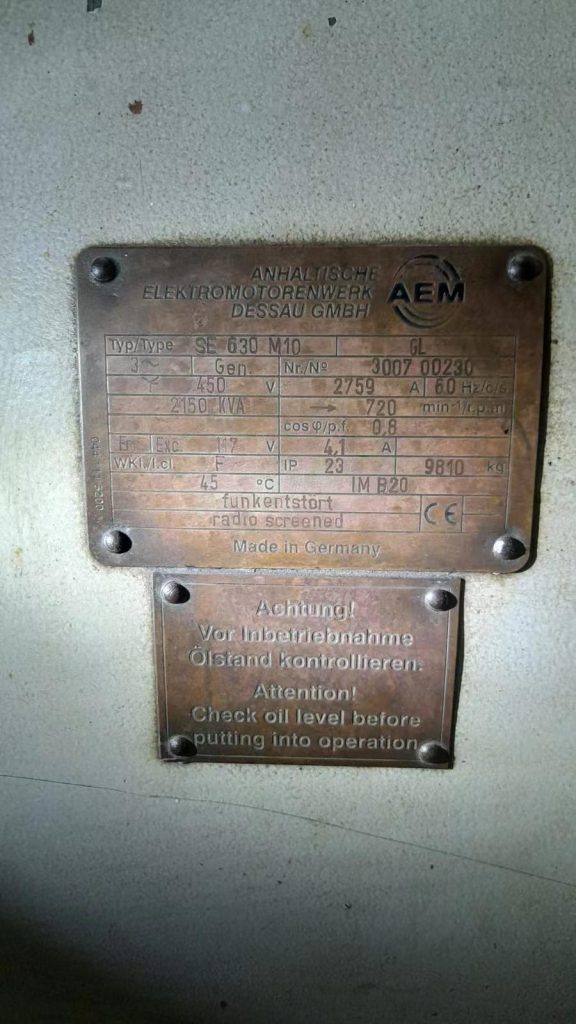 ANHALTISCHE
ELEKTROMOTORENWERK
DESSAU GMBH
AEM
Typ/Type SE 630 M10 GL
3~ Gen. Nr./Nº 3007 00230
450 V 2759 A 60 Hz/c/s
2150 KVA → 720 min-1/r.p.m
cos φ/p.f. 0,8
Err./Exc. 117 V 4,1 A
WKl./I.cl. F IP 23 9810 kg
45 °C IM B20
funkentstört
radio screened
CE
Made in Germany
Achtung!
Vor Inbetriebnahme
Ölstand kontrollieren.
Attention!
Check oil level before
putting into operation